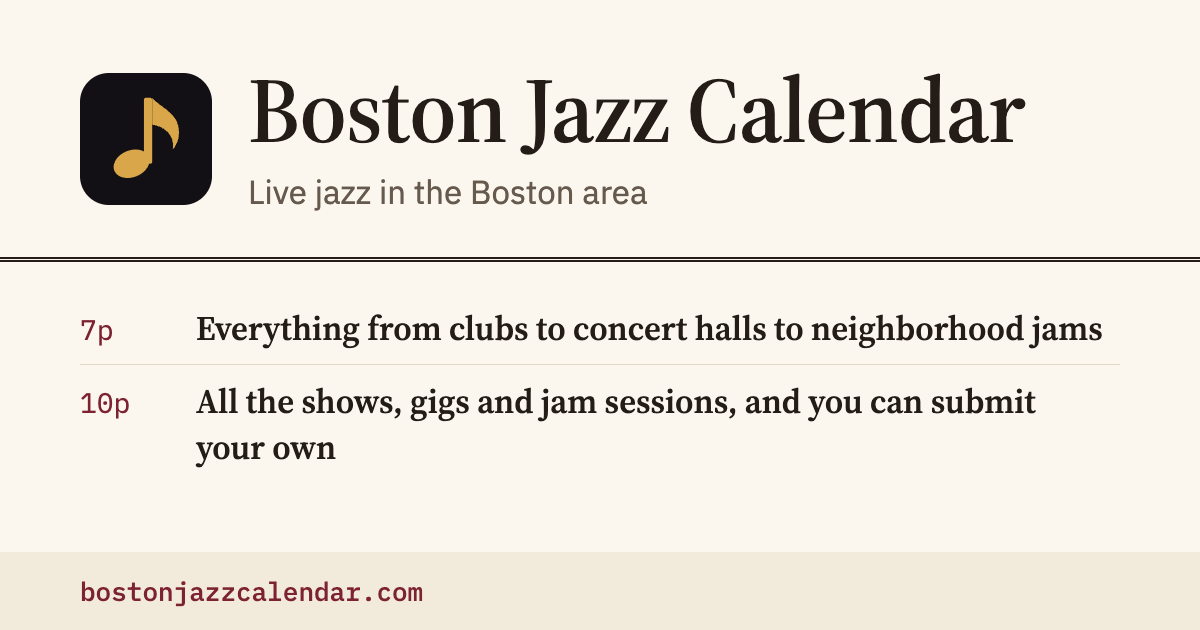 Boston Jazz Calendar
Live jazz in the Boston area
7p Everything from clubs to concert halls to neighborhood jams
10p All the shows, gigs and jam sessions, and you can submit
your own
bostonjazzcalendar.com